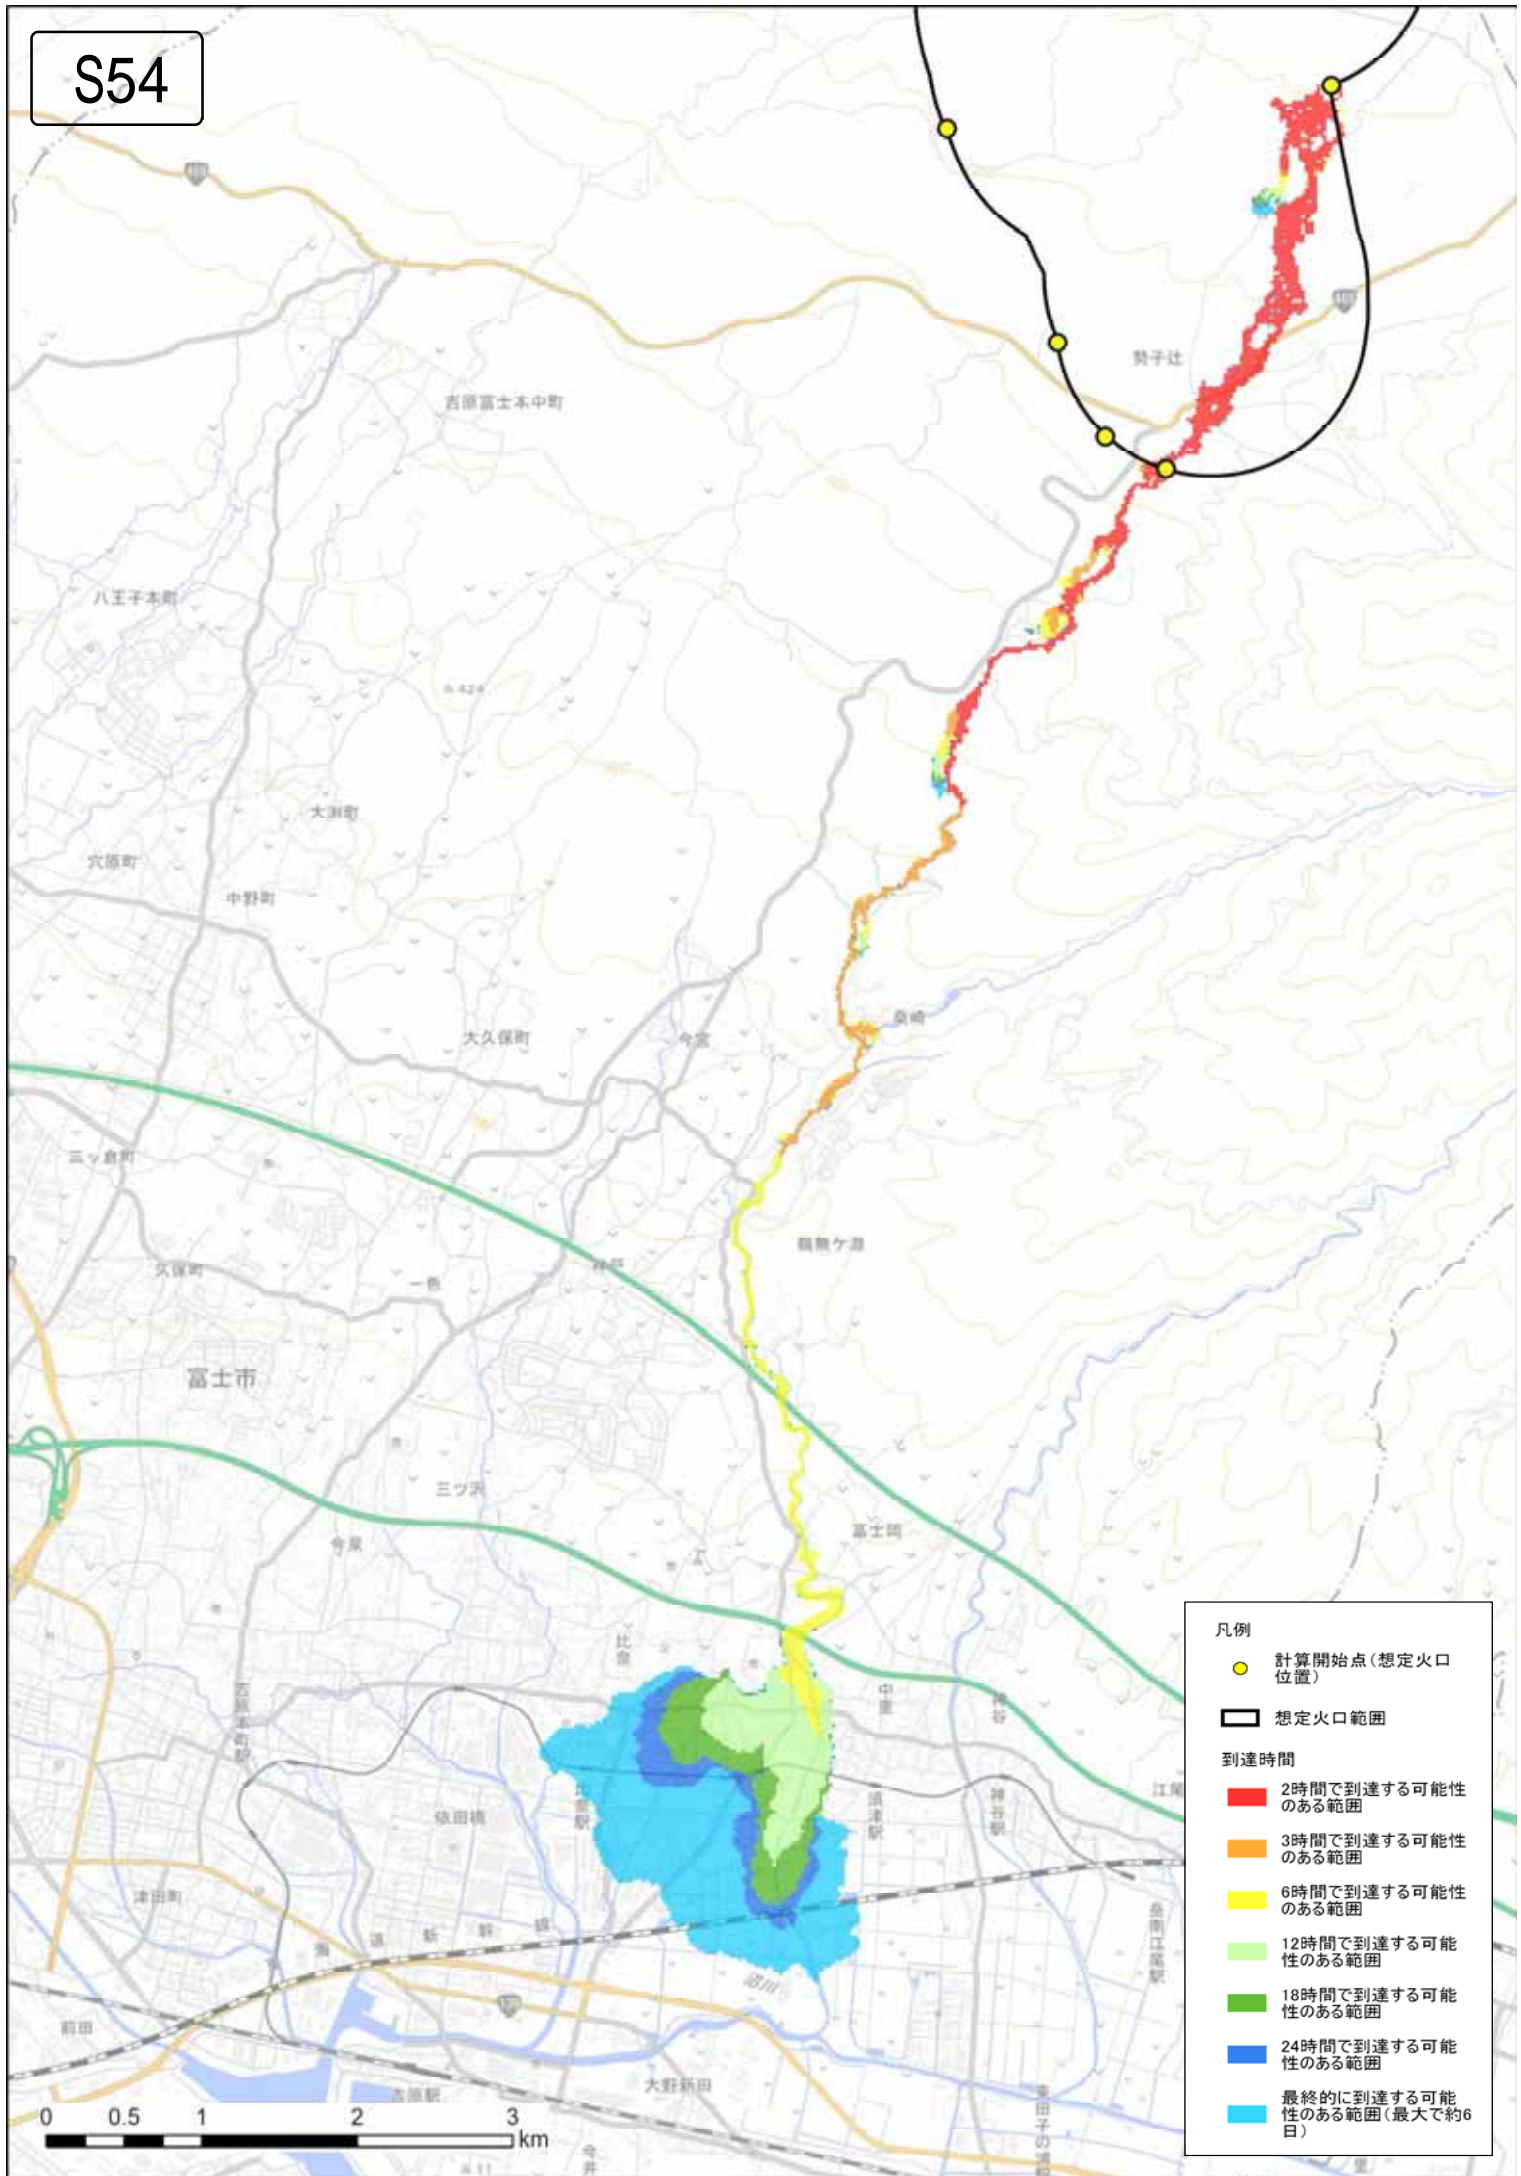 S54
469
469
勢子辻
吉原富士本中町
八王子本町
424
大渕町
穴原町
中野町
桑崎
大久保町
今宮
三ッ倉町
鵜無ケ淵
神戸
久保町
一色
富士市
三ツ沢
富士岡
今泉
比奈
中里
神谷
吉原本町駅
江尾
比奈駅
須津駅
神谷駅
依田橋
津田町
岳南江尾駅
東海道新幹線
沼川
前田
大野新田
吉原駅
東田子の浦駅
今井
凡例
計算開始点(想定火口
位置)
想定火口範囲
到達時間
2時間で到達する可能性
のある範囲
3時間で到達する可能性
のある範囲
6時間で到達する可能性
のある範囲
12時間で到達する可能
性のある範囲
18時間で到達する可能
性のある範囲
24時間で到達する可能
性のある範囲
最終的に到達する可能
性のある範囲(最大で約6
日)
0 0.5 1 2 3
km